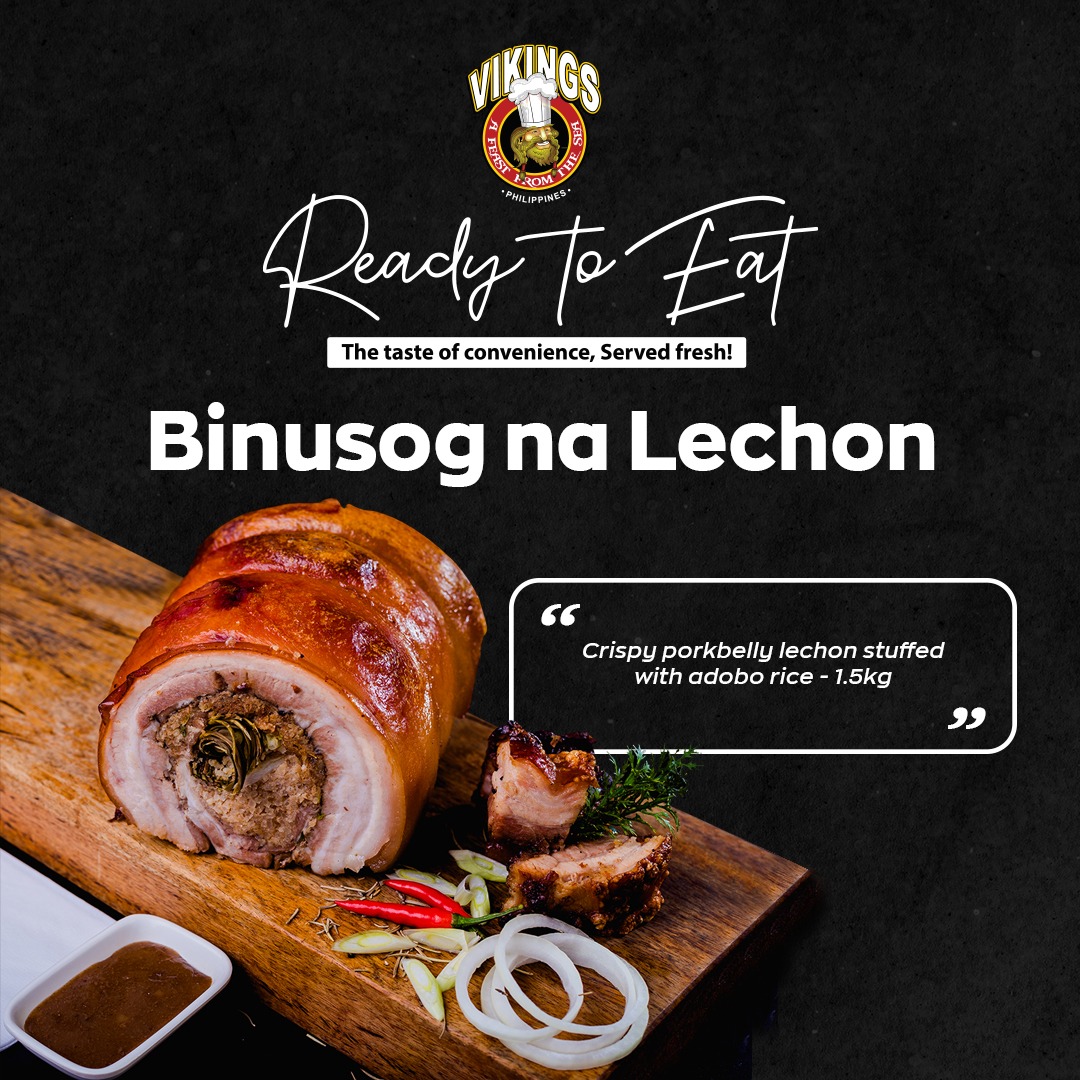 VIKINGS
A FEAST FROM THE SEA
• PHILIPPINES •
Ready to Eat
The taste of convenience, Served fresh!
Binusog na Lechon
“
Crispy porkbelly lechon stuffed
with adobo rice - 1.5kg
”